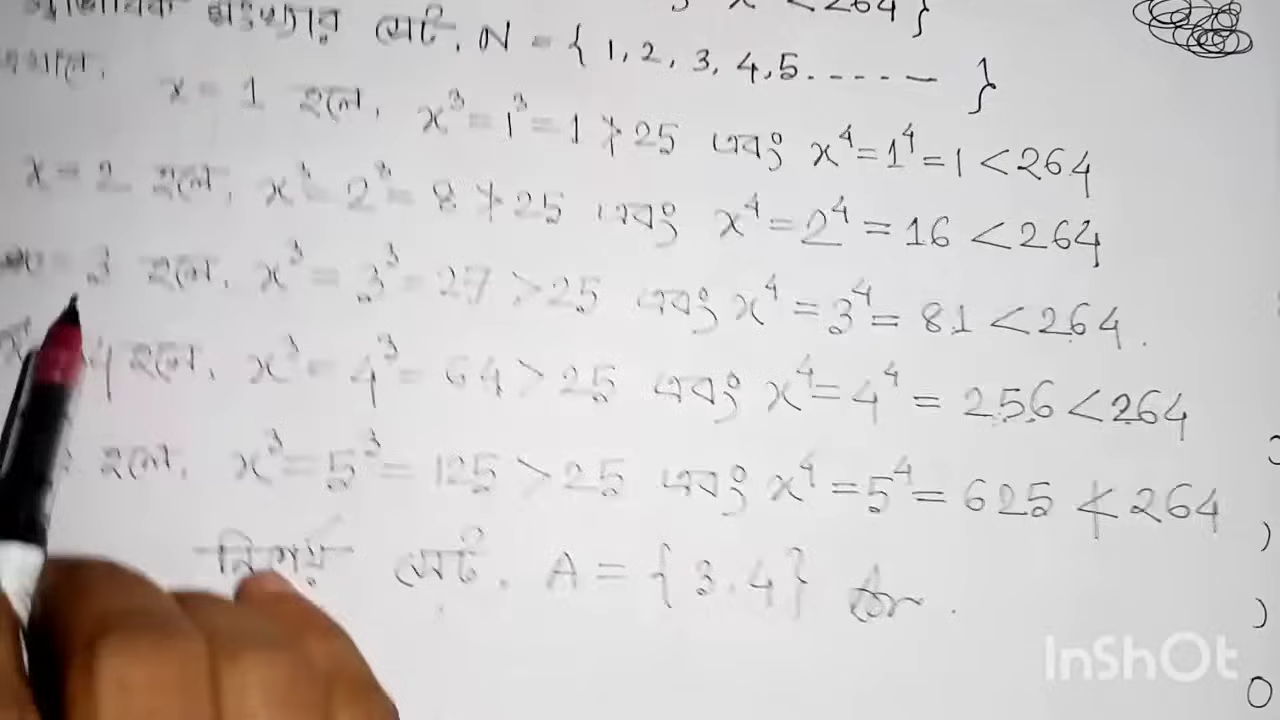 x < 264}
সংখ্যার সেট, N = { 1, 2, 3, 4, 5 . - - - - - }
x = 1 হলে, x³ = 1³ = 1 ≯ 25 এবং x⁴ = 1⁴ = 1 < 264
x = 2 হলে, x³ = 2³ = 8 ≯ 25 এবং x⁴ = 2⁴ = 16 < 264
= 3 হলে, x³ = 3³ = 27 > 25 এবং x⁴ = 3⁴ = 81 < 264.
4 হলে, x³ = 4³ = 64 > 25 এবং x⁴ = 4⁴ = 256 < 264
হলে, x³ = 5³ = 125 > 25 এবং x⁴ = 5⁴ = 625 ≮ 264
নির্ণেয় সেট, A = {3.4} Ans.
InShOt